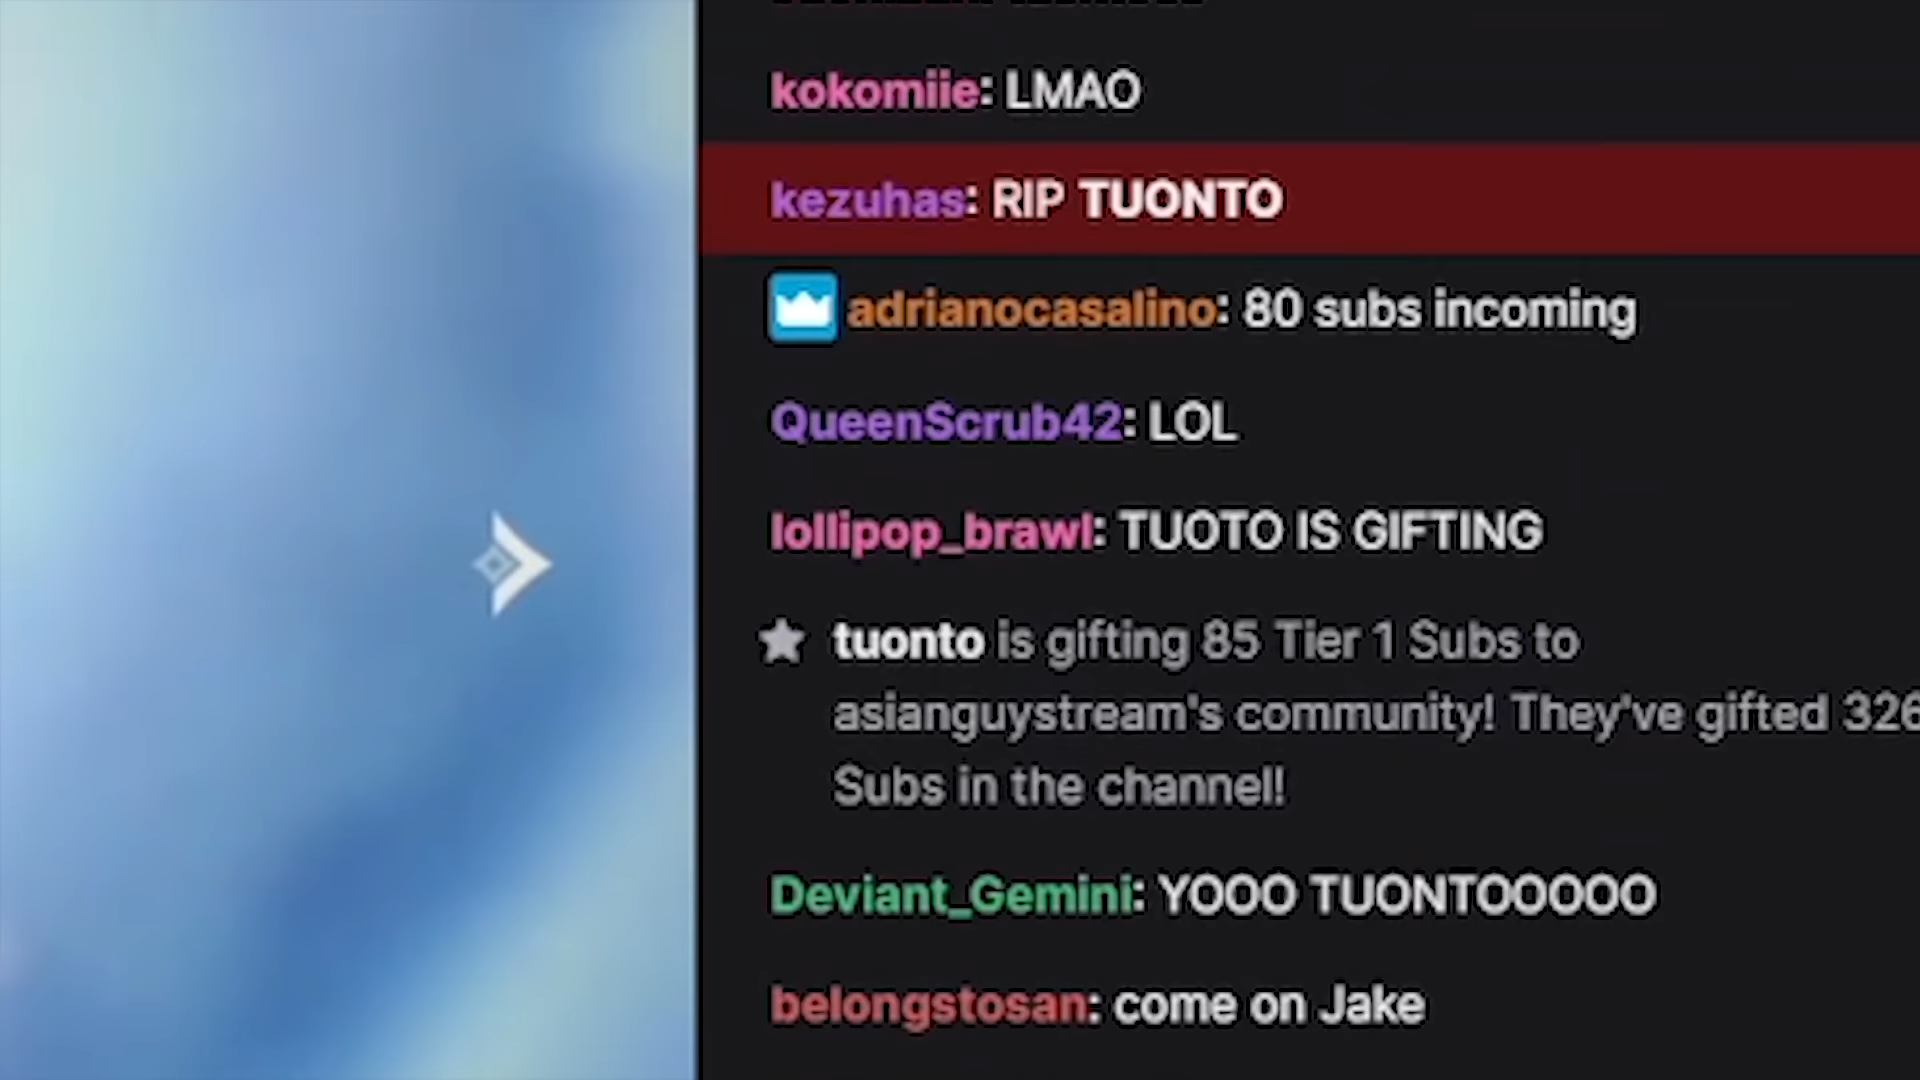 kokomiie: LMAO
kezuhas: RIP TUONTO
adrianocasalino: 80 subs incoming
QueenScrub42: LOL
lollipop_brawl: TUOTO IS GIFTING
tuonto is gifting 85 Tier 1 Subs to
asianguystream's community! They've gifted 326
Subs in the channel!
Deviant_Gemini: YOOO TUONTOOOOO
belongstosan: come on Jake